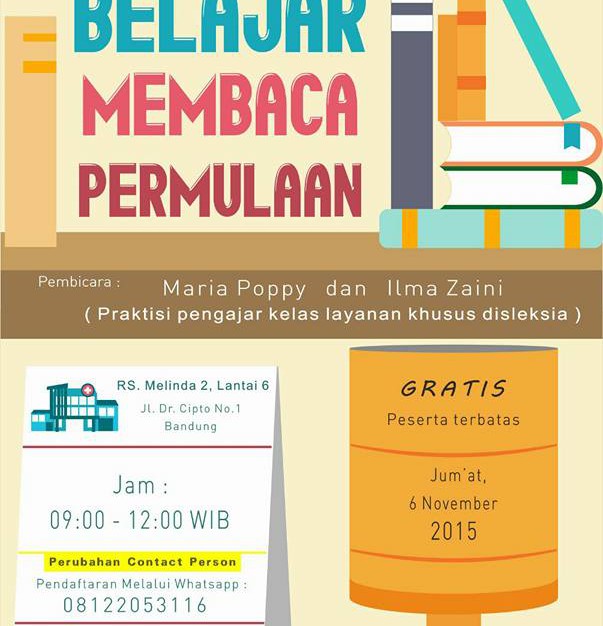 BELAJAR
MEMBACA
PERMULAAN
Pembicara : Maria Poppy dan Ilma Zaini
( Praktisi pengajar kelas layanan khusus disleksia )
RS. Melinda 2, Lantai 6
Jl. Dr. Cipto No.1
Bandung
Jam :
09:00 - 12:00 WIB
Perubahan Contact Person
Pendaftaran Melalui Whatsapp :
08122053116
GRATIS
Peserta terbatas
Jum'at,
6 November
2015